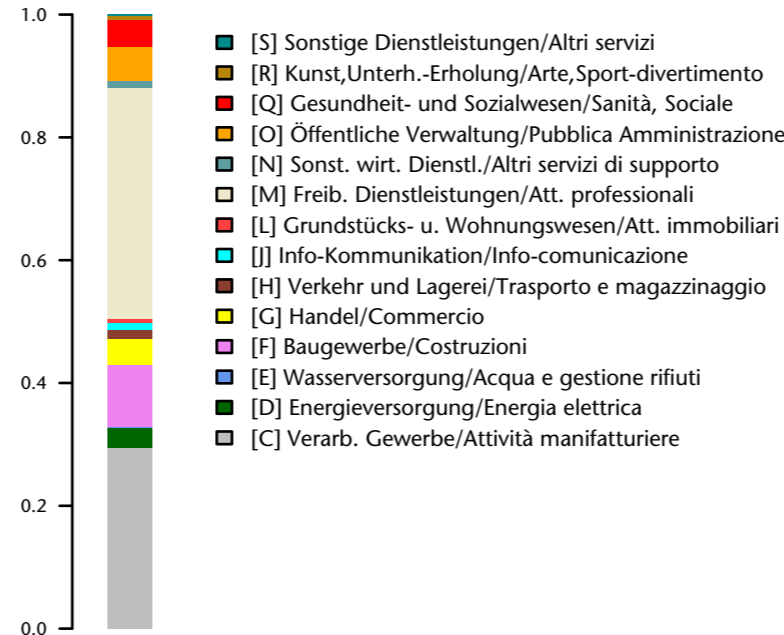 1.0
0.8
0.6
0.4
0.2
0.0
[S] Sonstige Dienstleistungen/Altri servizi
[R] Kunst,Unterh.-Erholung/Arte,Sport-divertimento
[Q] Gesundheit- und Sozialwesen/Sanità, Sociale
[O] Öffentliche Verwaltung/Pubblica Amministrazione
[N] Sonst. wirt. Dienstl./Altri servizi di supporto
[M] Freib. Dienstleistungen/Att. professionali
[L] Grundstücks- u. Wohnungswesen/Att. immobiliari
[J] Info-Kommunikation/Info-comunicazione
[H] Verkehr und Lagerei/Trasporto e magazzinaggio
[G] Handel/Commercio
[F] Baugewerbe/Costruzioni
[E] Wasserversorgung/Acqua e gestione rifiuti
[D] Energieversorgung/Energia elettrica
[C] Verarb. Gewerbe/Attività manifatturiere